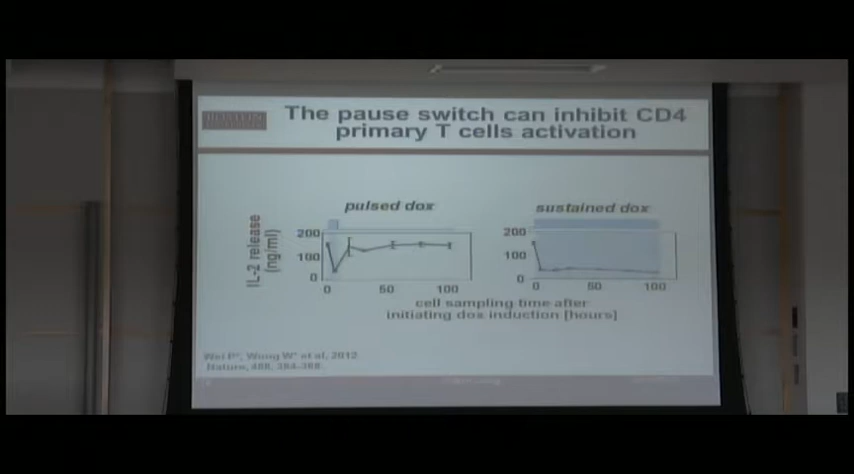 BOSTON
The pause switch can inhibit CD4
primary T cells activation
pulsed dox
sustained dox
IL-2 release
(ng/ml)
200
100
0
0 50 100
200
100
0
0 50 100
cell sampling time after
initiating dox induction [hours]
Wei P*, Wong W* et al, 2012
Nature, 488, 384-388.